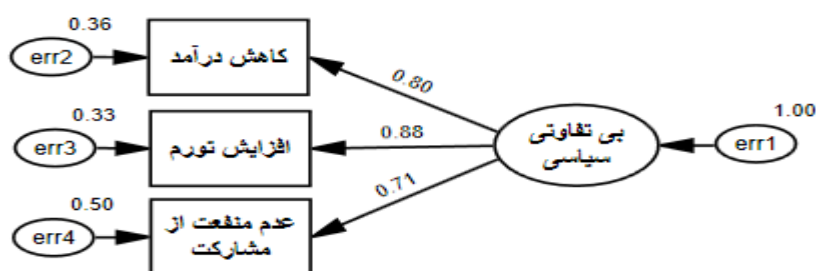 0.36
err2
کاهش درآمد
0.80
1.00
0.33
err3
افزایش تورم
0.88
بی تفاوتی
سیاسی
err1
0.50
err4
عدم منفعت از
مشارکت
0.71